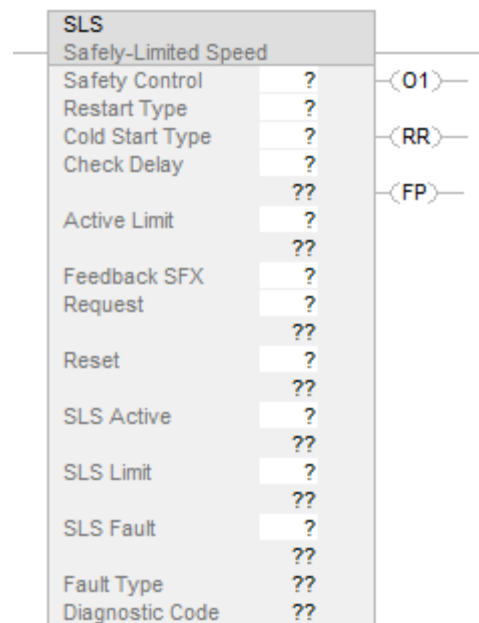 SLS
Safely-Limited Speed
Safety Control ? O1
Restart Type ?
Cold Start Type ? RR
Check Delay ?
?? FP
Active Limit ?
??
Feedback SFX ?
Request ?
??
Reset ?
??
SLS Active ?
??
SLS Limit ?
??
SLS Fault ?
??
Fault Type ??
Diagnostic Code ??